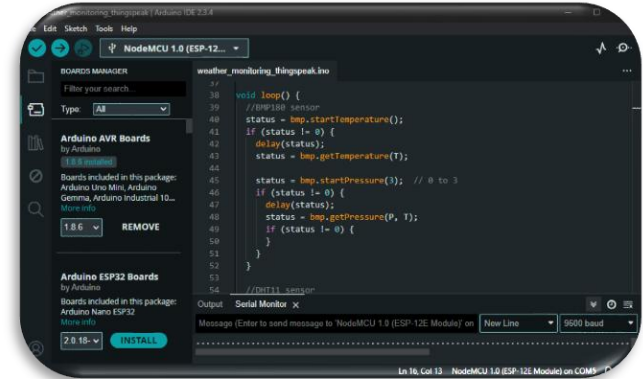 weather_monitoring_thingspeak | Arduino IDE 2.3.4
Edit Sketch Tools Help
NodeMCU 1.0 (ESP-12...
BOARDS MANAGER
Filter your search...
Type: All
Arduino AVR Boards
by Arduino
1.8.6 installed
Boards included in this package:
Arduino Uno Mini, Arduino
Gemma, Arduino Industrial 10...
More info
1.8.6 REMOVE
Arduino ESP32 Boards
by Arduino
Boards included in this package:
Arduino Nano ESP32
More info
2.0.18- INSTALL
weather_monitoring_thingspeak.ino
37
38 void loop() {
39 //BMP180 sensor
40 status = bmp.startTemperature();
41 if (status != 0) {
42 delay(status);
43 status = bmp.getTemperature(T);
44
45 status = bmp.startPressure(3); // 0 to 3
46 if (status != 0) {
47 delay(status);
48 status = bmp.getPressure(P, T);
49 if (status != 0) {
50 }
51 }
52 }
53
54 //DHT11 sensor
Output Serial Monitor x
Message (Enter to send message to 'NodeMCU 1.0 (ESP-12E Module)' on New Line 9600 baud
Ln 16, Col 13 NodeMCU 1.0 (ESP-12E Module) on COM5